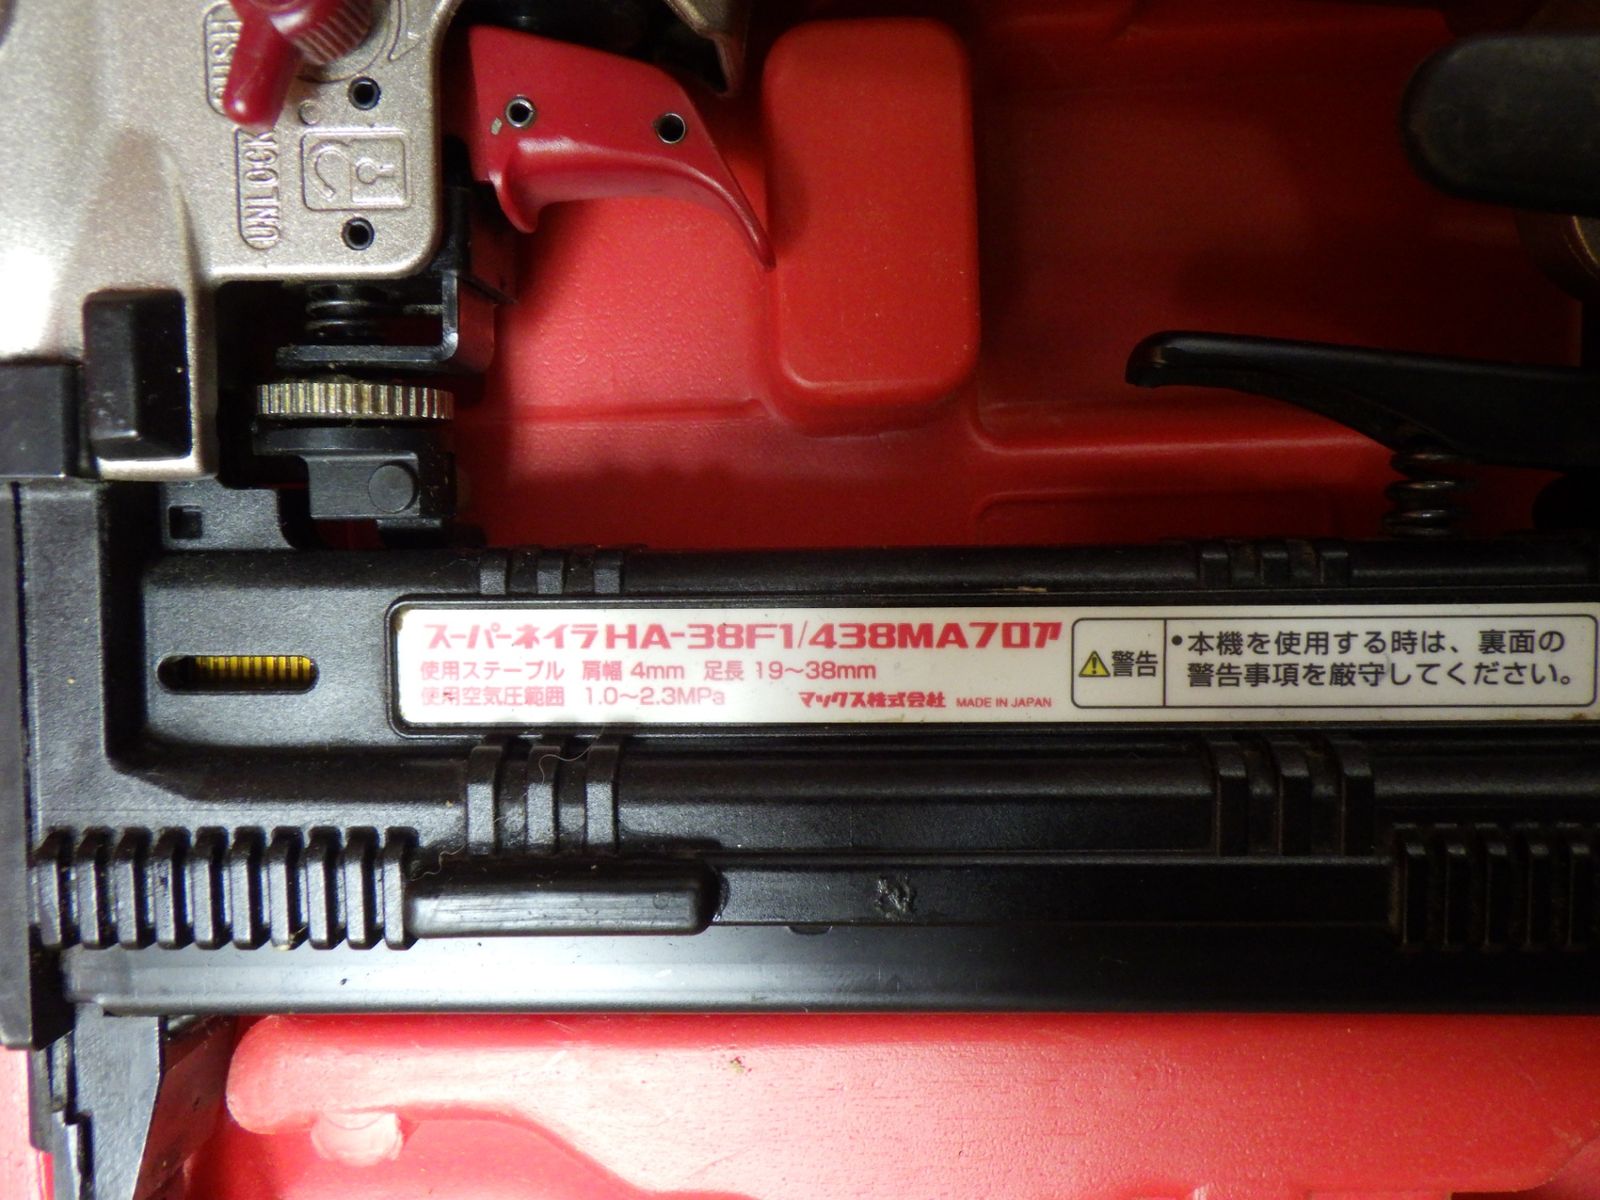 UNLOCK
スーパーネイラHA-38F1/438MAフロア
使用ステープル 肩幅 4mm 足長 19～38mm
使用空気圧範囲 1.0～2.3MPa
マックス株式会社 MADE IN JAPAN
警告
•本機を使用する時は、裏面の
警告事項を厳守してください。